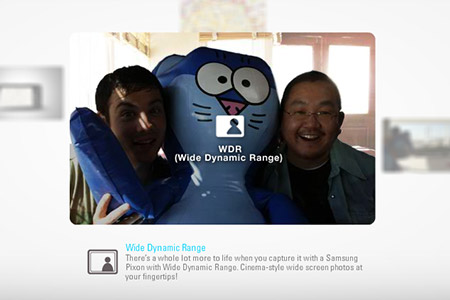 WDR
(Wide Dynamic Range)
Wide Dynamic Range
There's a whole lot more to life when you capture it with a Samsung
Pixon with Wide Dynamic Range. Cinema-style wide screen photos at
your fingertips!